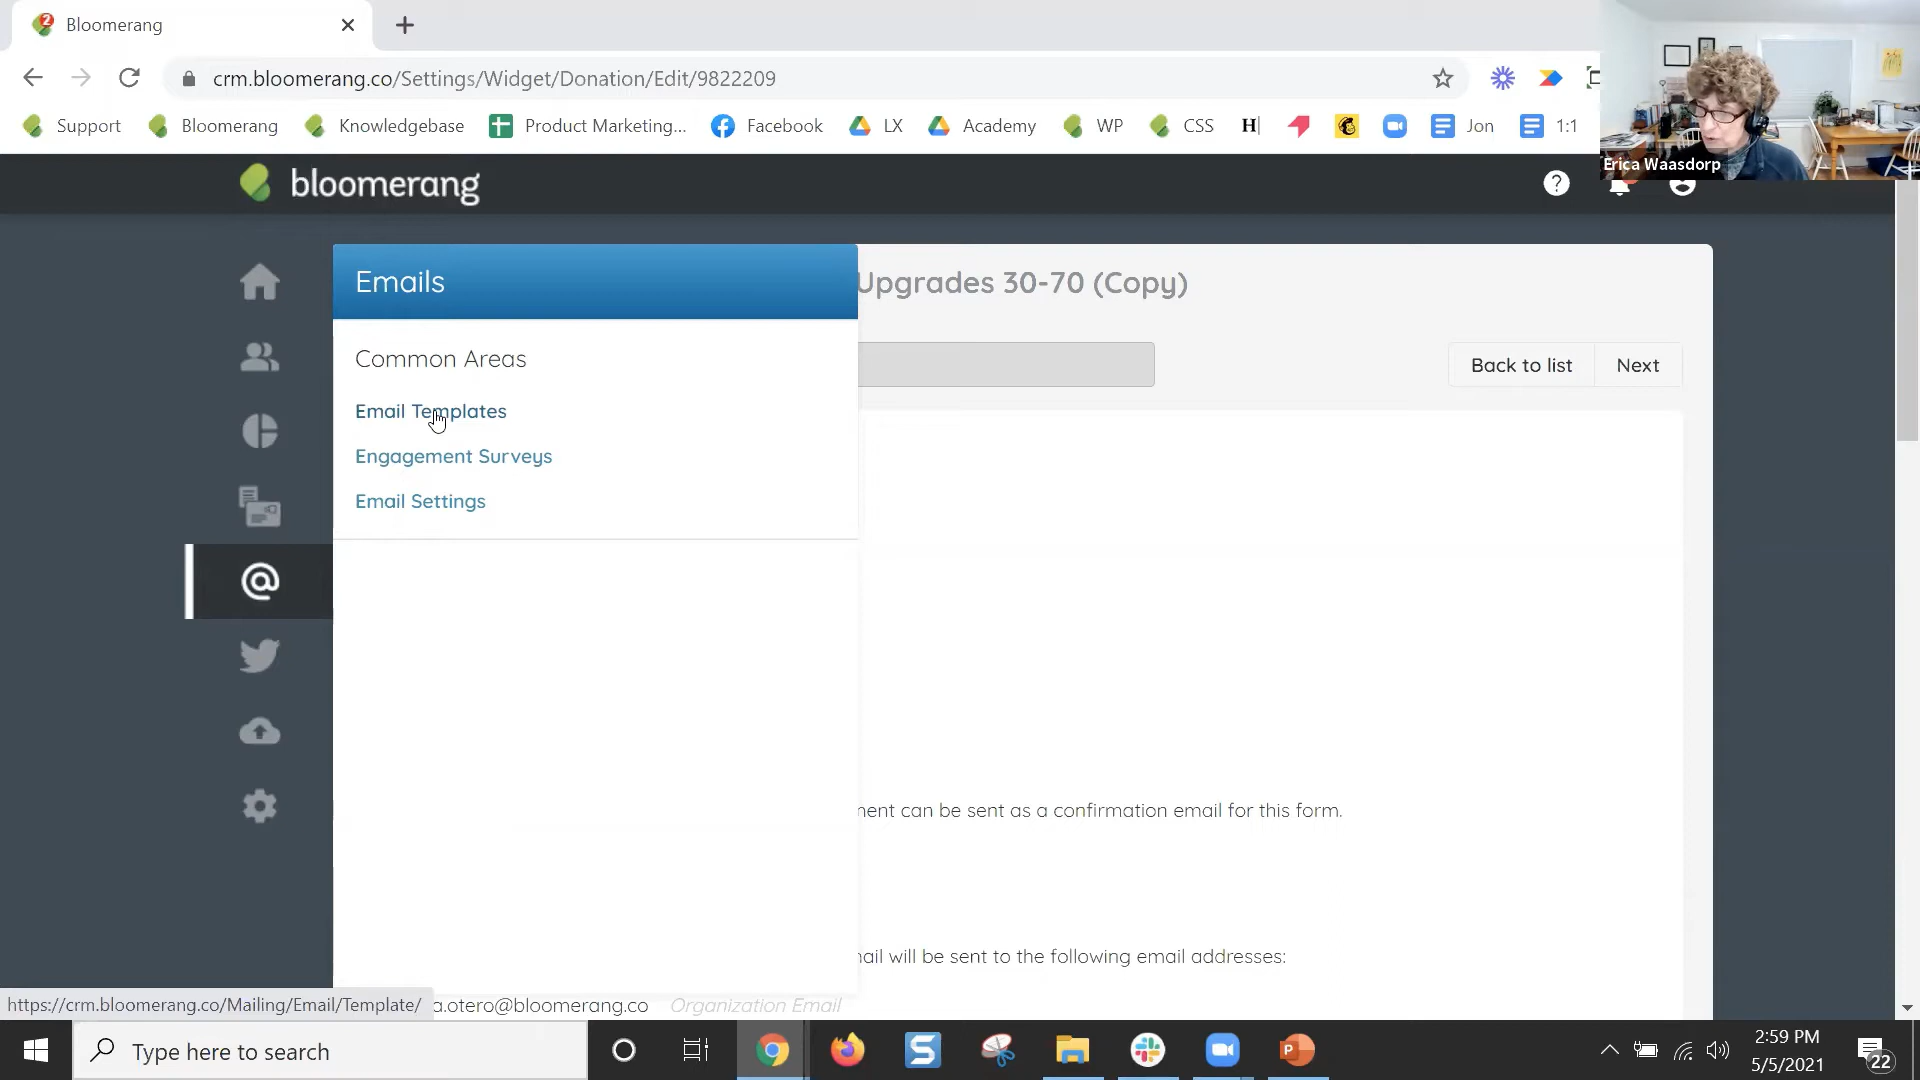 2
Bloomerang
crm.bloomerang.co/Settings/Widget/Donation/Edit/9822209
Support
Bloomerang
Knowledgebase
Product Marketing...
Facebook
LX
Academy
WP
CSS
H
Jon
1:1
Erica Waasdorp
bloomerang
?
Emails
Upgrades 30-70 (Copy)
Common Areas
Back to list
Next
Email Templates
Engagement Surveys
Email Settings
ment can be sent as a confirmation email for this form.
mail will be sent to the following email addresses:
https://crm.bloomerang.co/Mailing/Email/Template/
a.otero@bloomerang.co
Organization Email
Type here to search
2:59 PM
5/5/2021
22